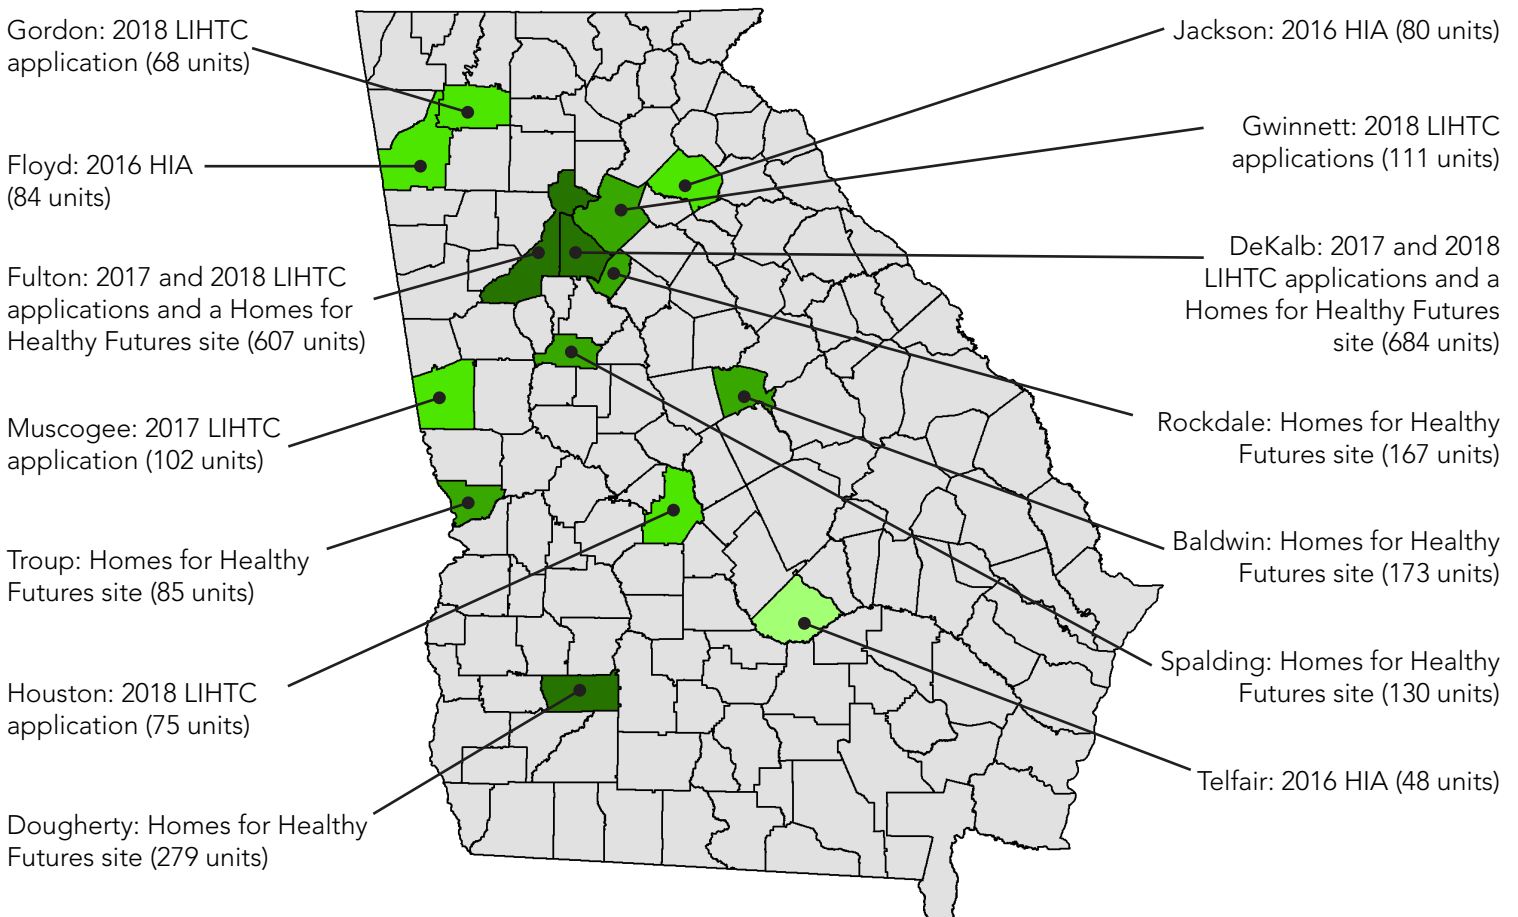 Gordon: 2018 LIHTC
application (68 units)
Floyd: 2016 HIA
(84 units)
Fulton: 2017 and 2018 LIHTC
applications and a Homes for
Healthy Futures site (607 units)
Muscogee: 2017 LIHTC
application (102 units)
Troup: Homes for Healthy
Futures site (85 units)
Houston: 2018 LIHTC
application (75 units)
Dougherty: Homes for Healthy
Futures site (279 units)
Jackson: 2016 HIA (80 units)
Gwinnett: 2018 LIHTC
applications (111 units)
DeKalb: 2017 and 2018
LIHTC applications and a
Homes for Healthy Futures
site (684 units)
Rockdale: Homes for Healthy
Futures site (167 units)
Baldwin: Homes for Healthy
Futures site (173 units)
Spalding: Homes for Healthy
Futures site (130 units)
Telfair: 2016 HIA (48 units)